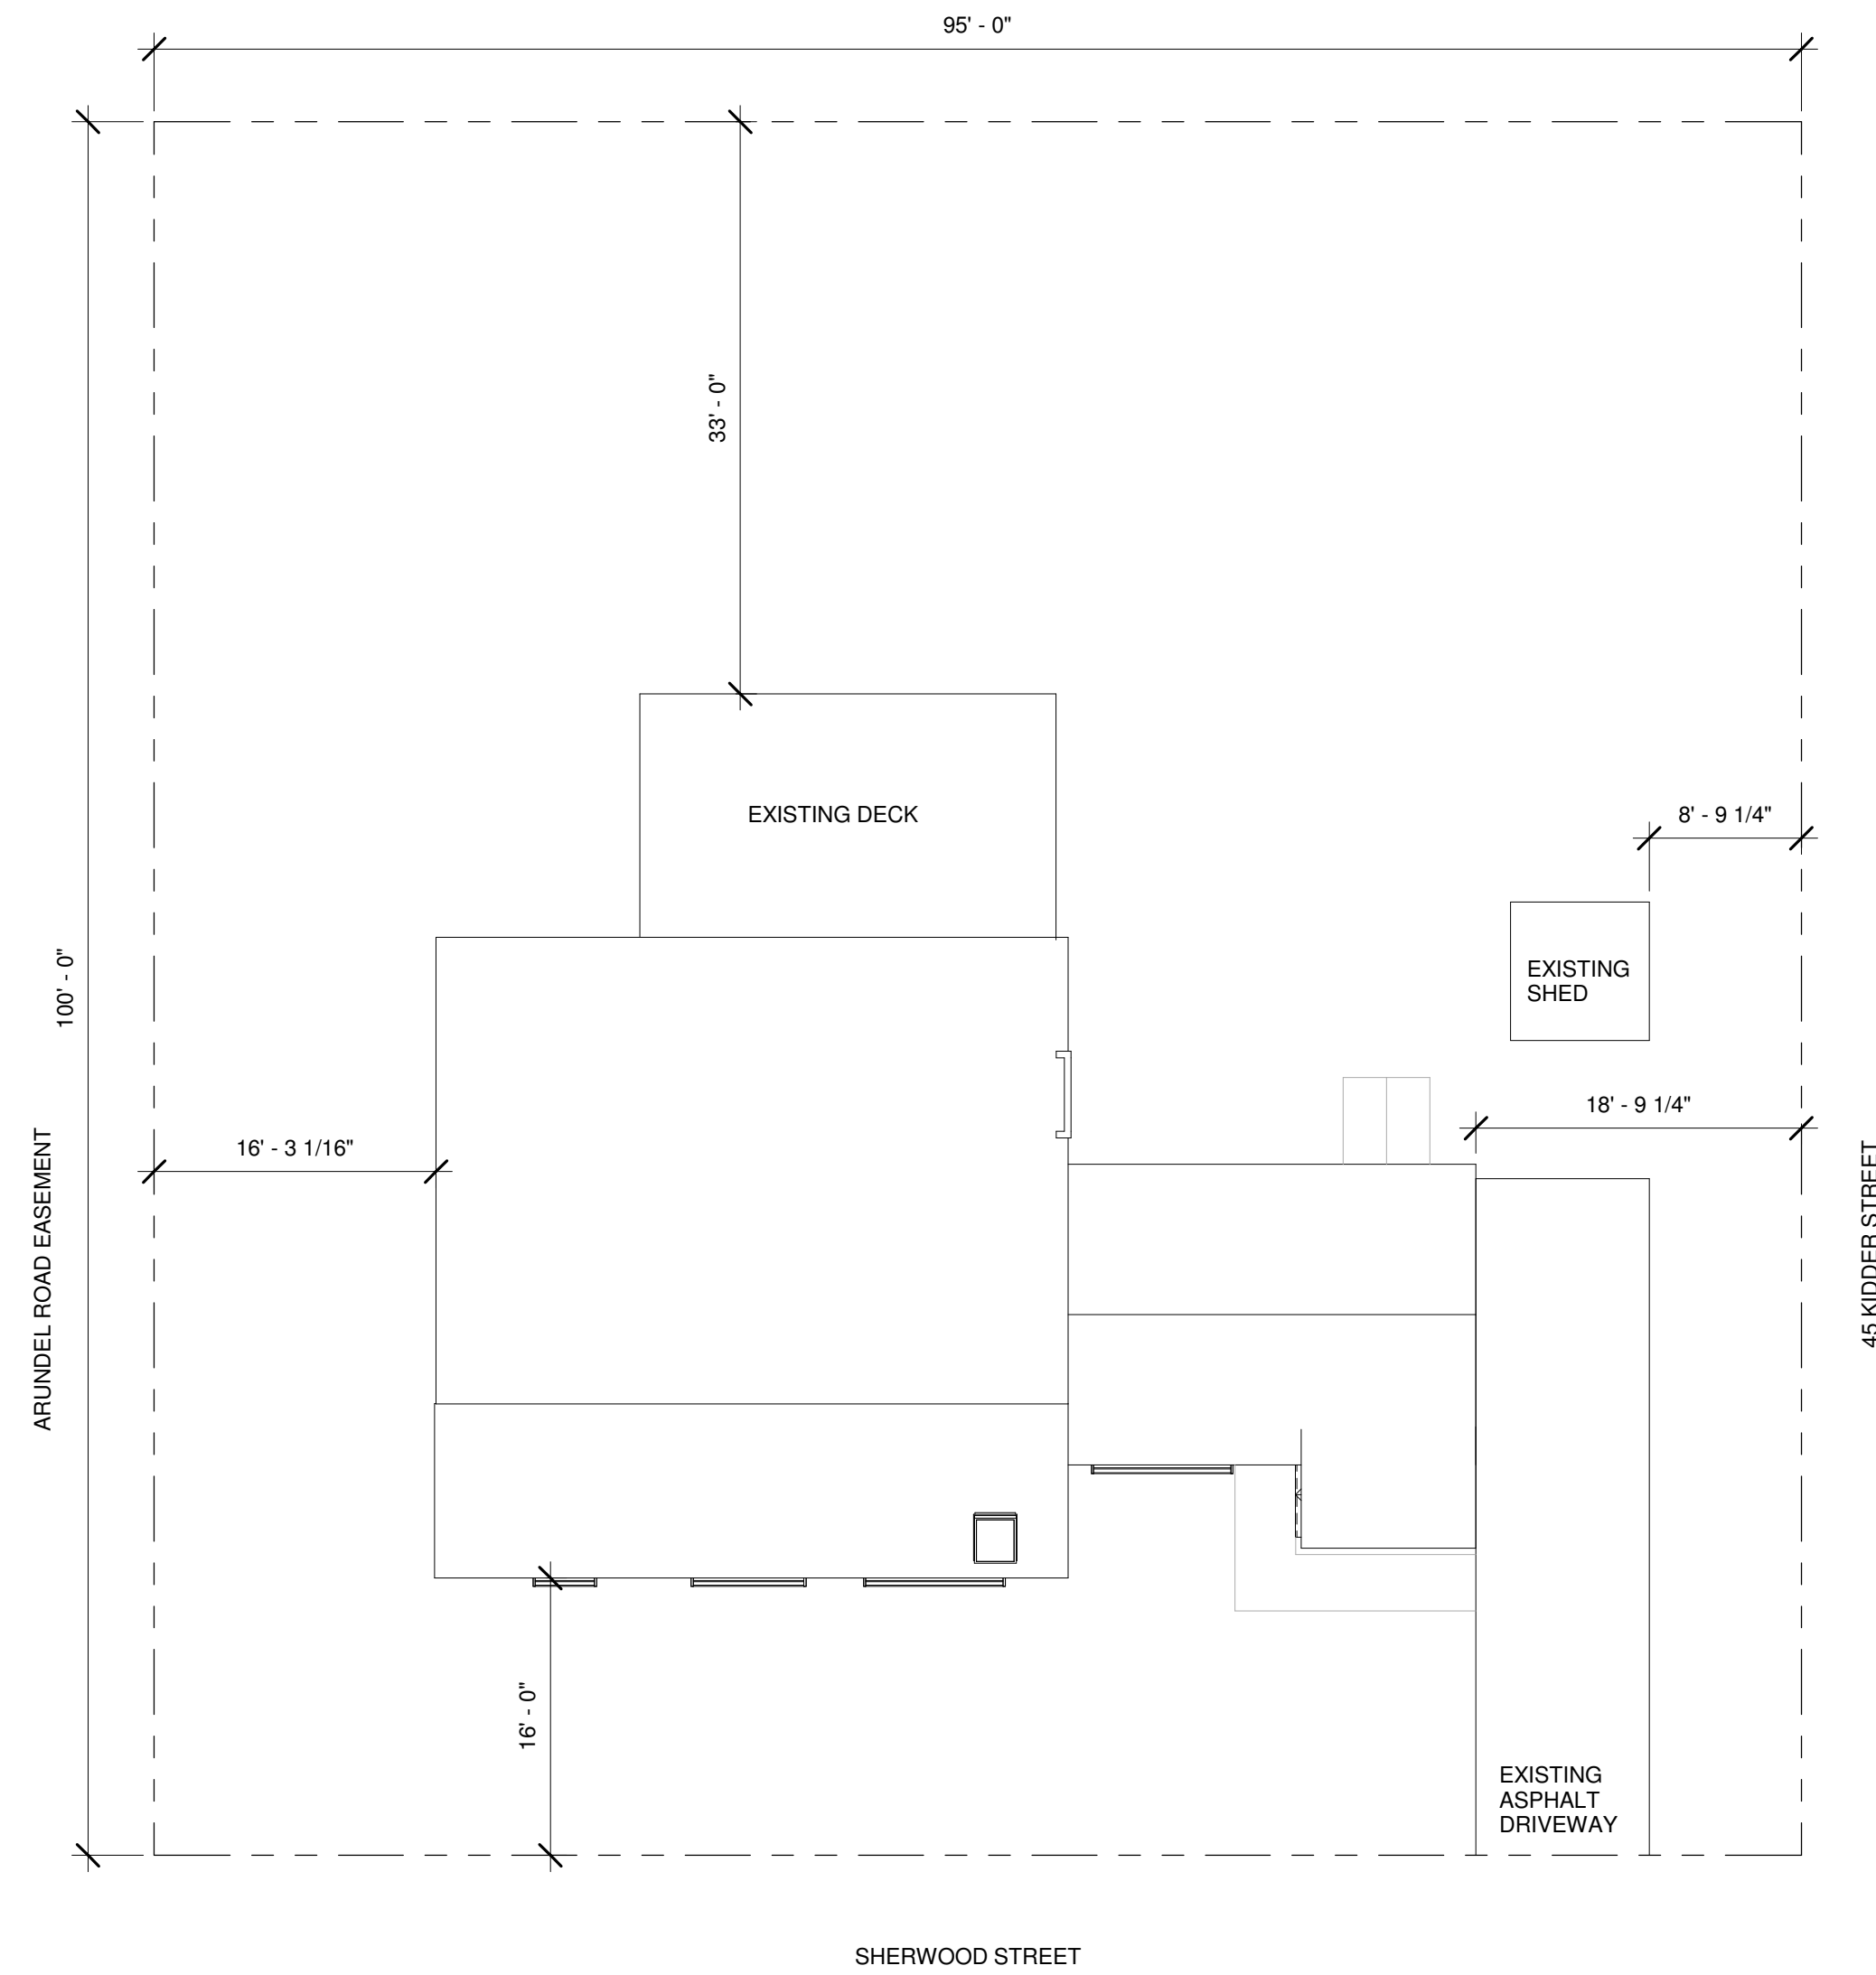 95' - 0"
33' - 0"
EXISTING DECK
8' - 9 1/4"
EXISTING
SHED
100' - 0"
18' - 9 1/4"
16' - 3 1/16"
ARUNDEL ROAD EASEMENT
45 KIDDER STREET
16' - 0"
EXISTING
ASPHALT
DRIVEWAY
SHERWOOD STREET